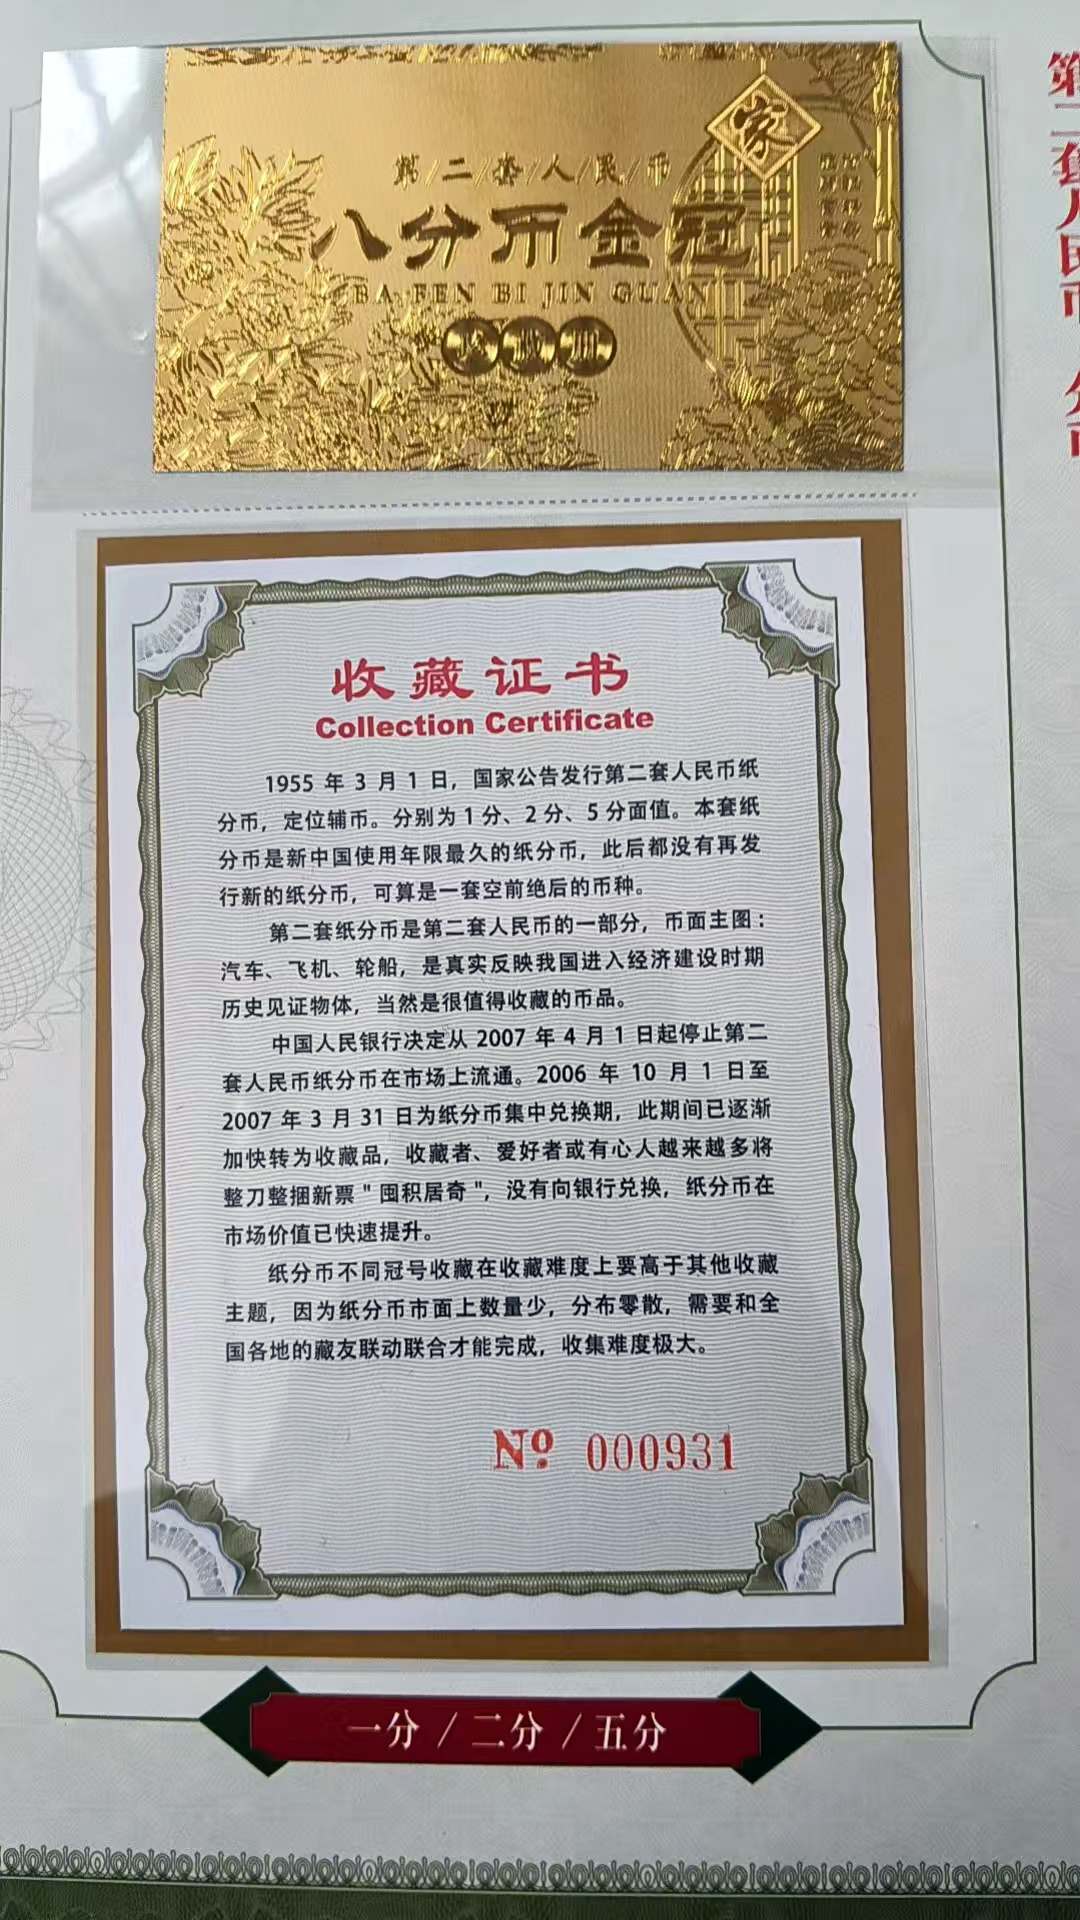 第/二/套/人/民/币
八分币金冠
BA FEN BI JIN GUAN
珍藏册
家
第二套人民币
收藏证书
Collection Certificate
1955 年 3 月 1 日，国家公告发行第二套人民币纸
分币，定位辅币。分别为 1 分、2 分、5 分面值。本套纸
分币是新中国使用年限最久的纸分币，此后都没有再发
行新的纸分币，可算是一套空前绝后的币种。
第二套纸分币是第二套人民币的一部分，币面主图：
汽车、飞机、轮船，是真实反映我国进入经济建设时期
历史见证物体，当然是很值得收藏的币品。
中国人民银行决定从 2007 年 4 月 1 日起停止第二
套人民币纸分币在市场上流通。2006 年 10 月 1 日至
2007 年 3 月 31 日为纸分币集中兑换期，此期间已逐渐
加快转为收藏品，收藏者、爱好者或有心人越来越多将
整刀整捆新票 " 囤积居奇 "，没有向银行兑换，纸分币在
市场价值已快速提升。
纸分币不同冠号收藏在收藏难度上要高于其他收藏
主题，因为纸分币市面上数量少，分布零散，需要和全
国各地的藏友联动联合才能完成，收集难度极大。
Nº 000931
一分 / 二分 / 五分